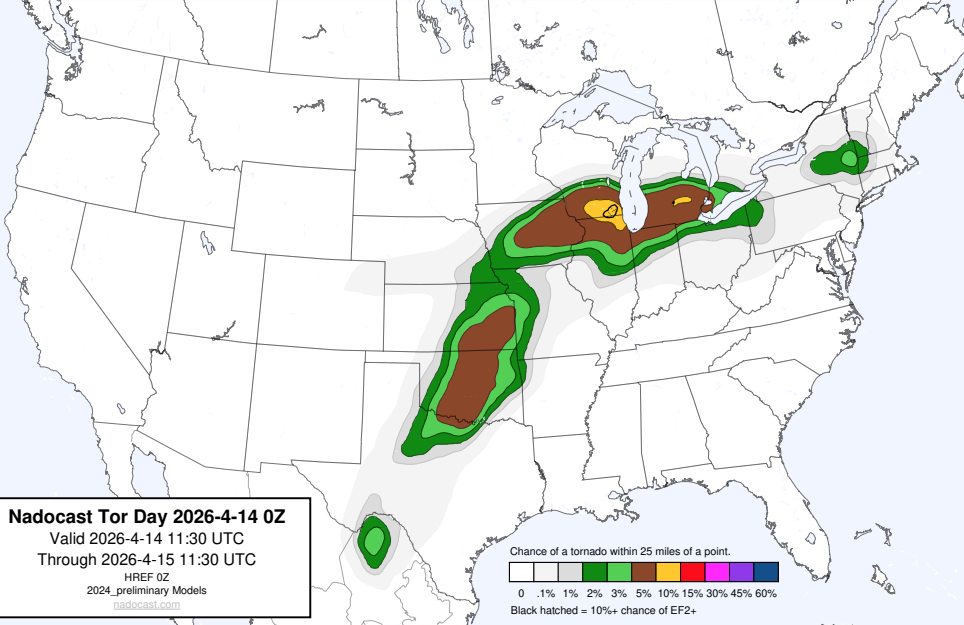 Nadocast Tor Day 2026-4-14 0Z
Valid 2026-4-14 11:30 UTC
Through 2026-4-15 11:30 UTC
HREF 0Z
2024_preliminary Models
nadocast.com
Chance of a tornado within 25 miles of a point.
0 .1% 1% 2% 3% 5% 10% 15% 30% 45% 60%
Black hatched = 10%+ chance of EF2+